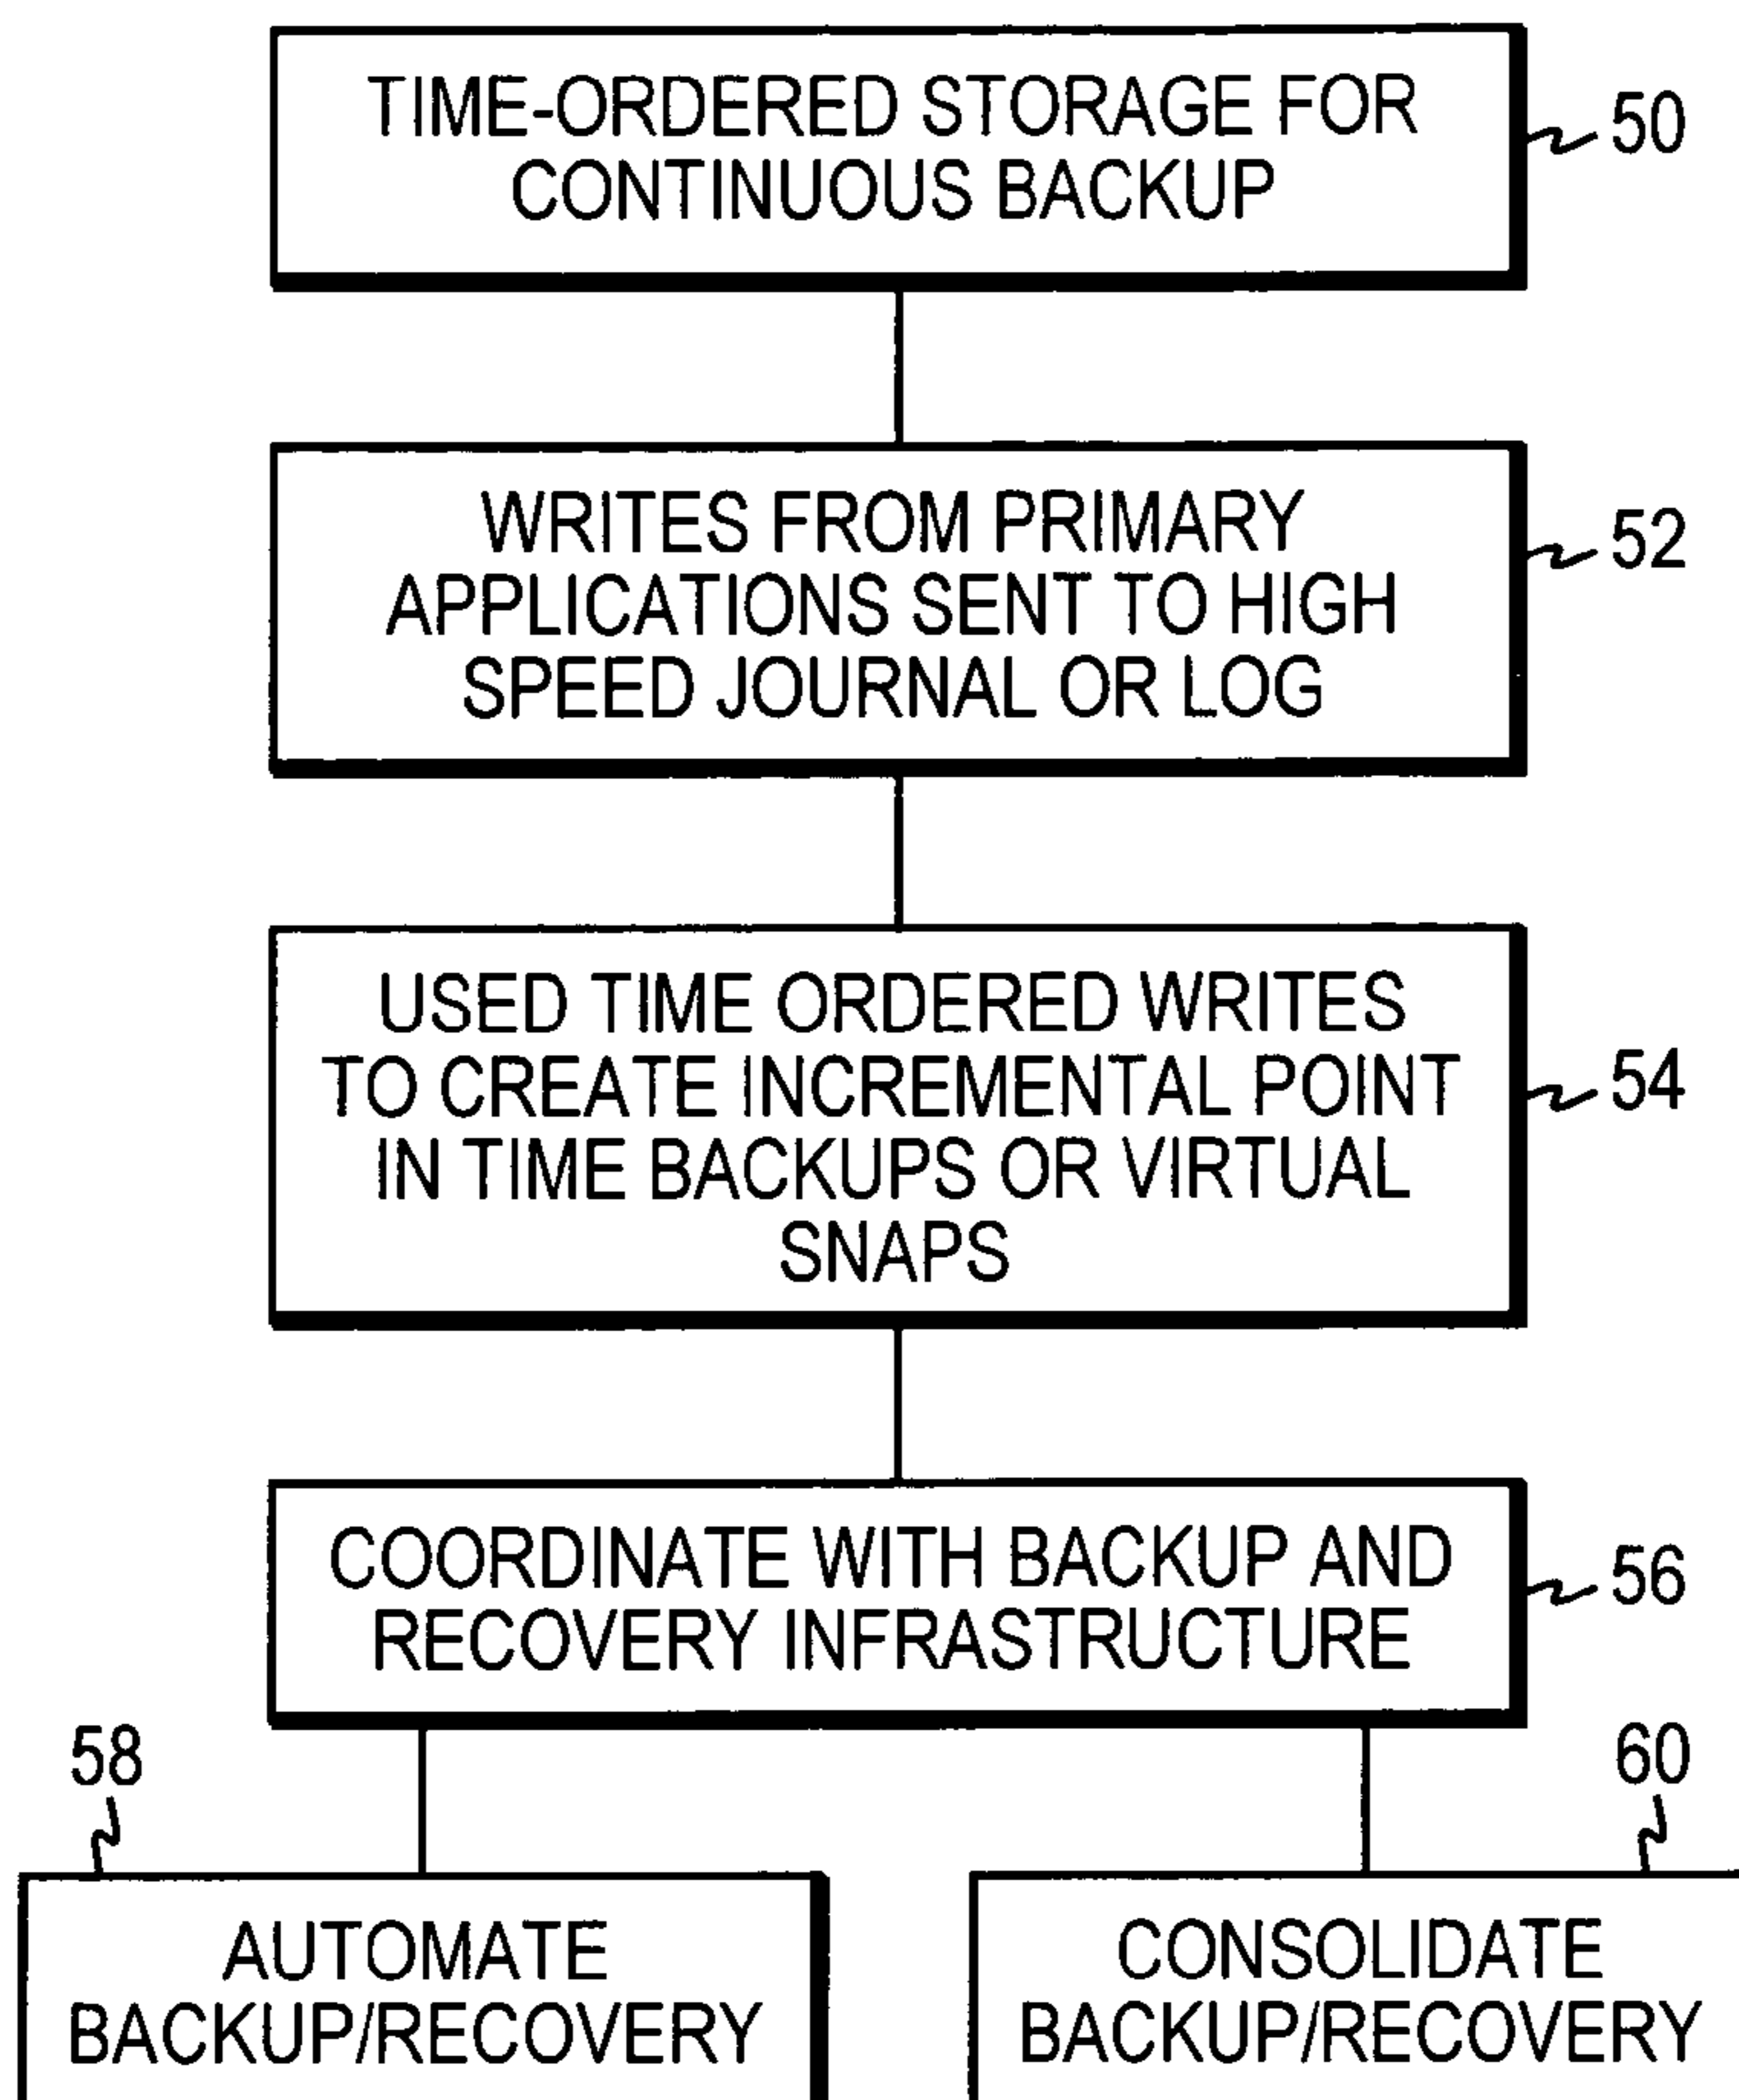 TIME-ORDERED STORAGE FOR
CONTINUOUS BACKUP
50
WRITES FROM PRIMARY
APPLICATIONS SENT TO HIGH
SPEED JOURNAL OR LOG
52
USED TIME ORDERED WRITES
TO CREATE INCREMENTAL POINT
IN TIME BACKUPS OR VIRTUAL
SNAPS
54
COORDINATE WITH BACKUP AND
RECOVERY INFRASTRUCTURE
56
58
60
AUTOMATE
BACKUP/RECOVERY
CONSOLIDATE
BACKUP/RECOVERY